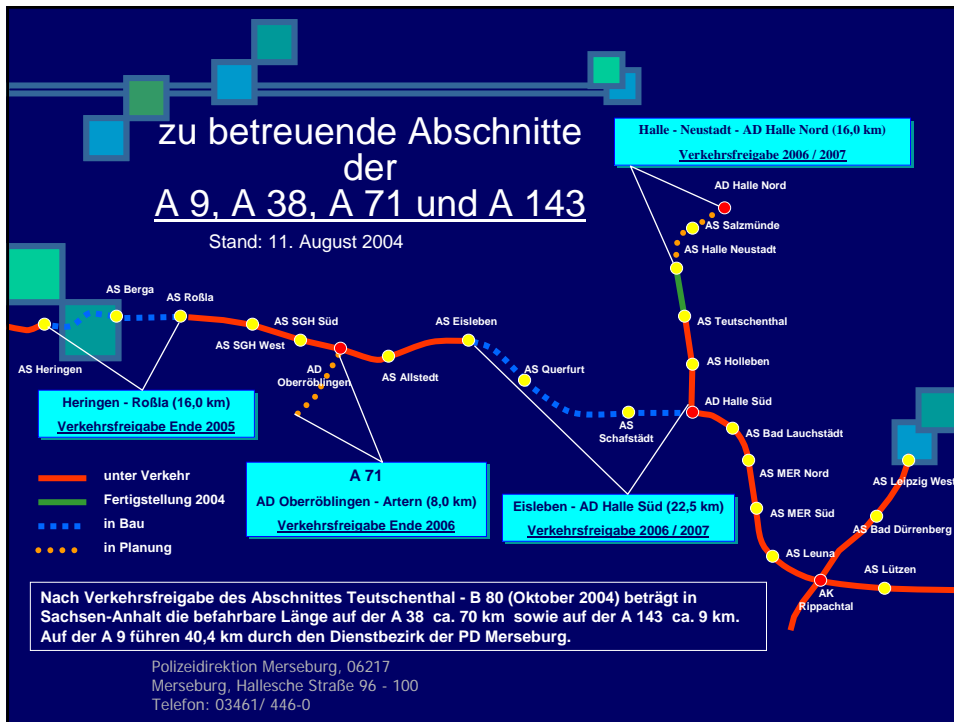 zu betreuende Abschnitte
der
A 9, A 38, A 71 und A 143
Stand: 11. August 2004
Halle - Neustadt - AD Halle Nord (16,0 km)
Verkehrsfreigabe 2006 / 2007
AD Halle Nord
AS Salzmünde
AS Halle Neustadt
AS Berga
AS Roßla
AS SGH Süd
AS Eisleben
AS Teutschenthal
AS SGH West
AS Heringen
AD
Oberröblingen
AS Allstedt
AS Querfurt
AS Holleben
AD Halle Süd
Heringen - Roßla (16,0 km)
Verkehrsfreigabe Ende 2005
AS
Schafstädt
AS Bad Lauchstädt
AS MER Nord
AS Leipzig West
AS MER Süd
AS Bad Dürrenberg
AS Leuna
AS Lützen
AK
Rippachtal
unter Verkehr
Fertigstellung 2004
in Bau
in Planung
A 71
AD Oberröblingen - Artern (8,0 km)
Verkehrsfreigabe Ende 2006
Eisleben - AD Halle Süd (22,5 km)
Verkehrsfreigabe 2006 / 2007
Nach Verkehrsfreigabe des Abschnittes Teutschenthal - B 80 (Oktober 2004) beträgt in
Sachsen-Anhalt die befahrbare Länge auf der A 38 ca. 70 km sowie auf der A 143 ca. 9 km.
Auf der A 9 führen 40,4 km durch den Dienstbezirk der PD Merseburg.
Polizeidirektion Merseburg, 06217
Merseburg, Hallesche Straße 96 - 100
Telefon: 03461/ 446-0